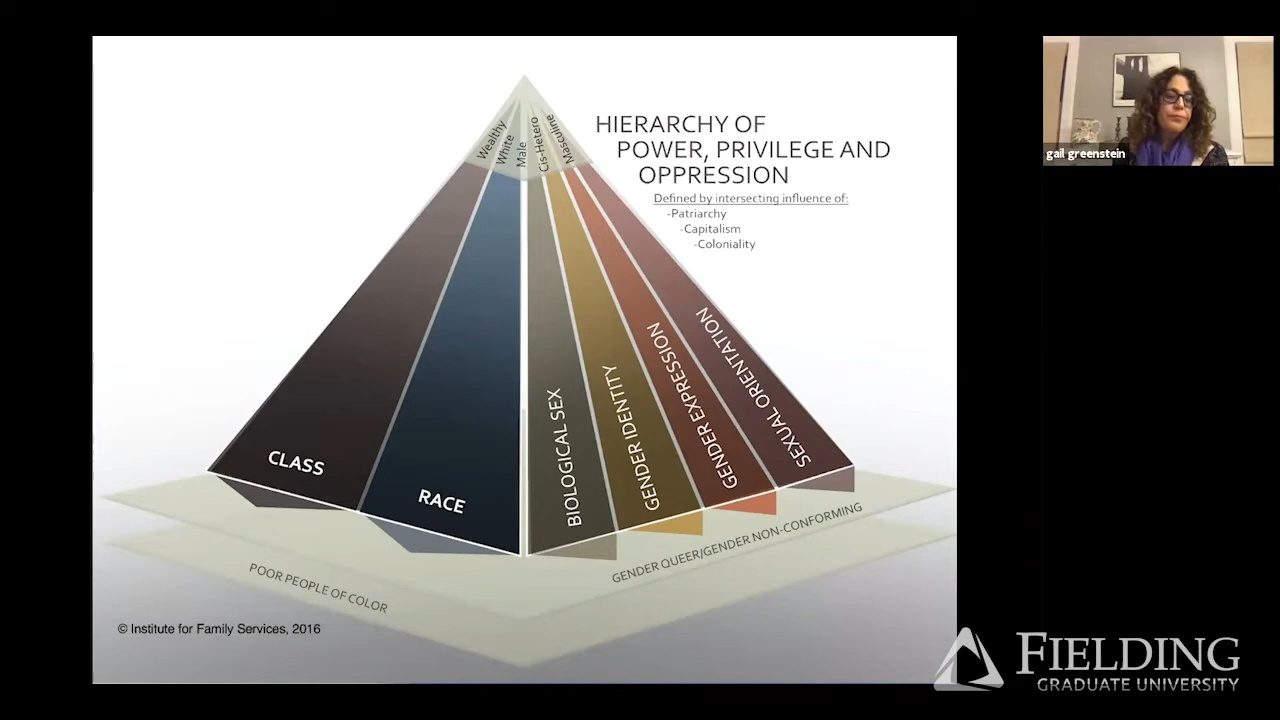 HIERARCHY OF
POWER, PRIVILEGE AND
OPPRESSION
Defined by intersecting influence of:
-Patriarchy
-Capitalism
-Coloniality
Wealthy
White
Male
Cis-Hetero
Masculine
CLASS
RACE
BIOLOGICAL SEX
GENDER IDENTITY
GENDER EXPRESSION
SEXUAL ORIENTATION
POOR PEOPLE OF COLOR
GENDER QUEER/GENDER NON-CONFORMING
© Institute for Family Services, 2016
gail greenstein
FIELDING
GRADUATE UNIVERSITY